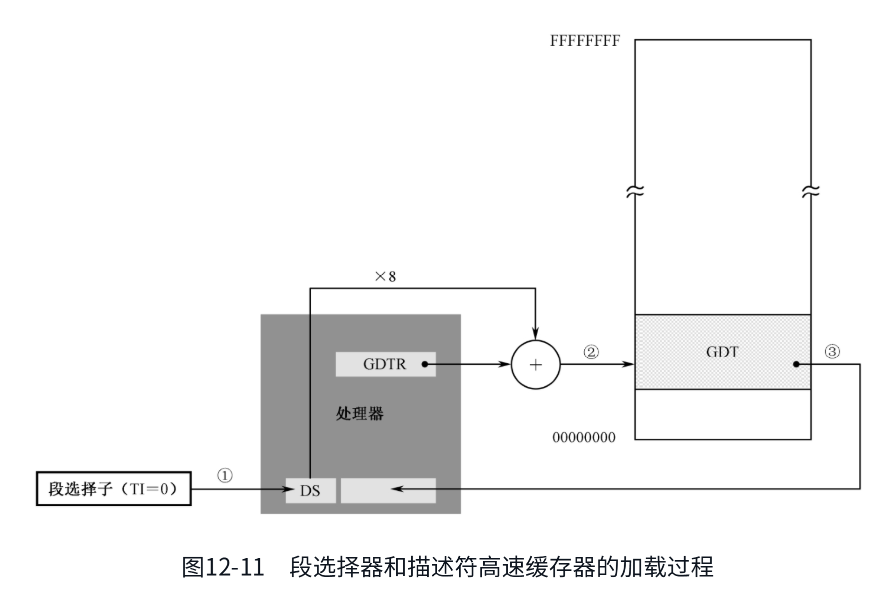 FFFFFFFF
×8
GDTR
+
②
GDT
③
处理器
00000000
①
段选择子（TI＝0）
DS
图12-11 段选择器和描述符高速缓存器的加载过程